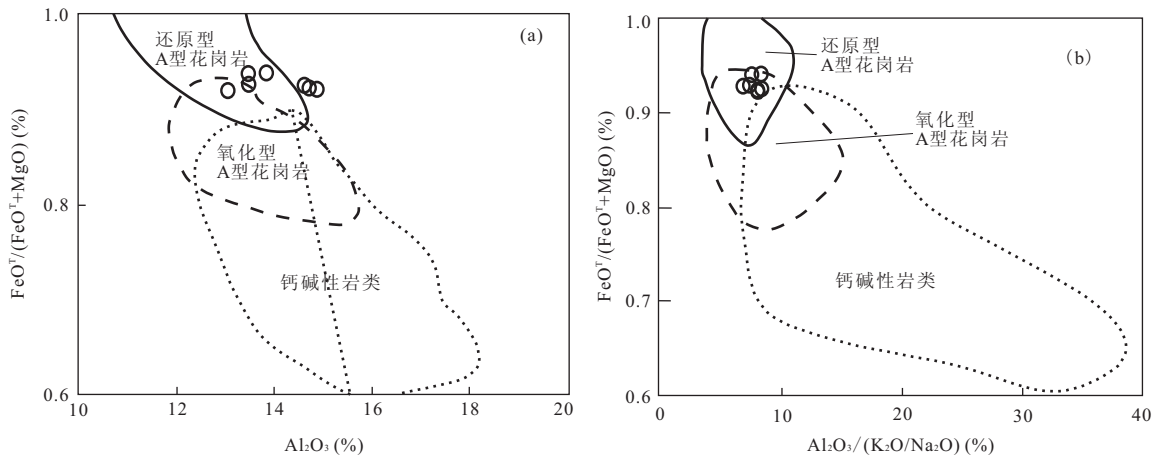 (a)
1.0
0.8
0.6
10
12
14
16
18
20
FeOᵀ/(FeOᵀ+MgO) (%)
Al₂O₃ (%)
还原型
A型花岗岩
氧化型
A型花岗岩
钙碱性岩类
(b)
1.0
0.9
0.8
0.7
0.6
0
10
20
30
40
FeOᵀ/(FeOᵀ+MgO) (%)
Al₂O₃/(K₂O/Na₂O) (%)
还原型
A型花岗岩
氧化型
A型花岗岩
钙碱性岩类